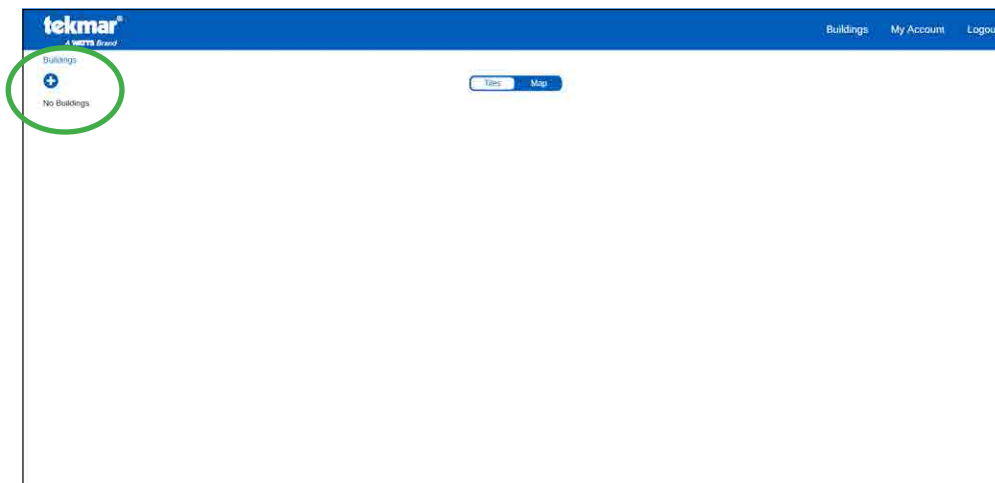 tekmar®
A WATTS Brand
Buildings My Account Logou
Buildings
Tiles Map
No Buildings